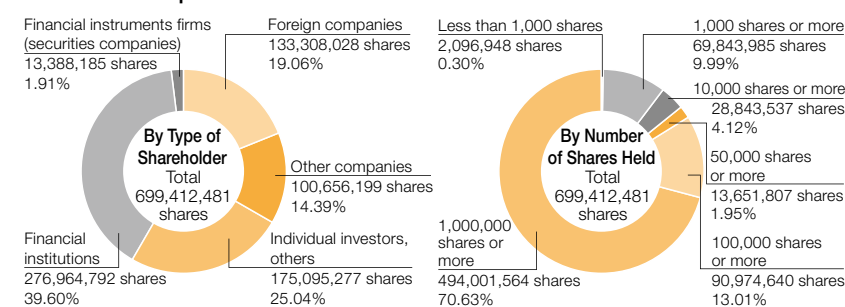 Financial instruments firms
(securities companies)
13,388,185 shares
1.91%
Foreign companies
133,308,028 shares
19.06%
By Type of
Shareholder
Total
699,412,481
shares
Other companies
100,656,199 shares
14.39%
Financial
institutions
276,964,792 shares
39.60%
Individual investors,
others
175,095,277 shares
25.04%
Less than 1,000 shares
2,096,948 shares
0.30%
1,000 shares or more
69,843,985 shares
9.99%
10,000 shares or more
28,843,537 shares
4.12%
By Number
of Shares Held
Total
699,412,481
shares
50,000 shares
or more
13,651,807 shares
1.95%
1,000,000
shares or
more
494,001,564 shares
70.63%
100,000 shares
or more
90,974,640 shares
13.01%